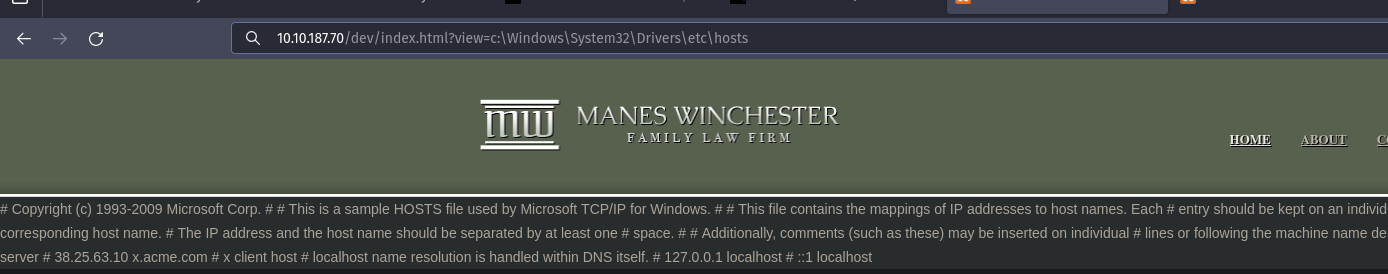 10.10.187.70/dev/index.html?view=c:\Windows\System32\Drivers\etc\hosts
mw MANES WINCHESTER
FAMILY LAW FIRM
HOME ABOUT
# Copyright (c) 1993-2009 Microsoft Corp. # # This is a sample HOSTS file used by Microsoft TCP/IP for Windows. # # This file contains the mappings of IP addresses to host names. Each # entry should be kept on an individ
corresponding host name. # The IP address and the host name should be separated by at least one # space. # # Additionally, comments (such as these) may be inserted on individual # lines or following the machine name de
server # 38.25.63.10 x.acme.com # x client host # localhost name resolution is handled within DNS itself. # 127.0.0.1 localhost # ::1 localhost